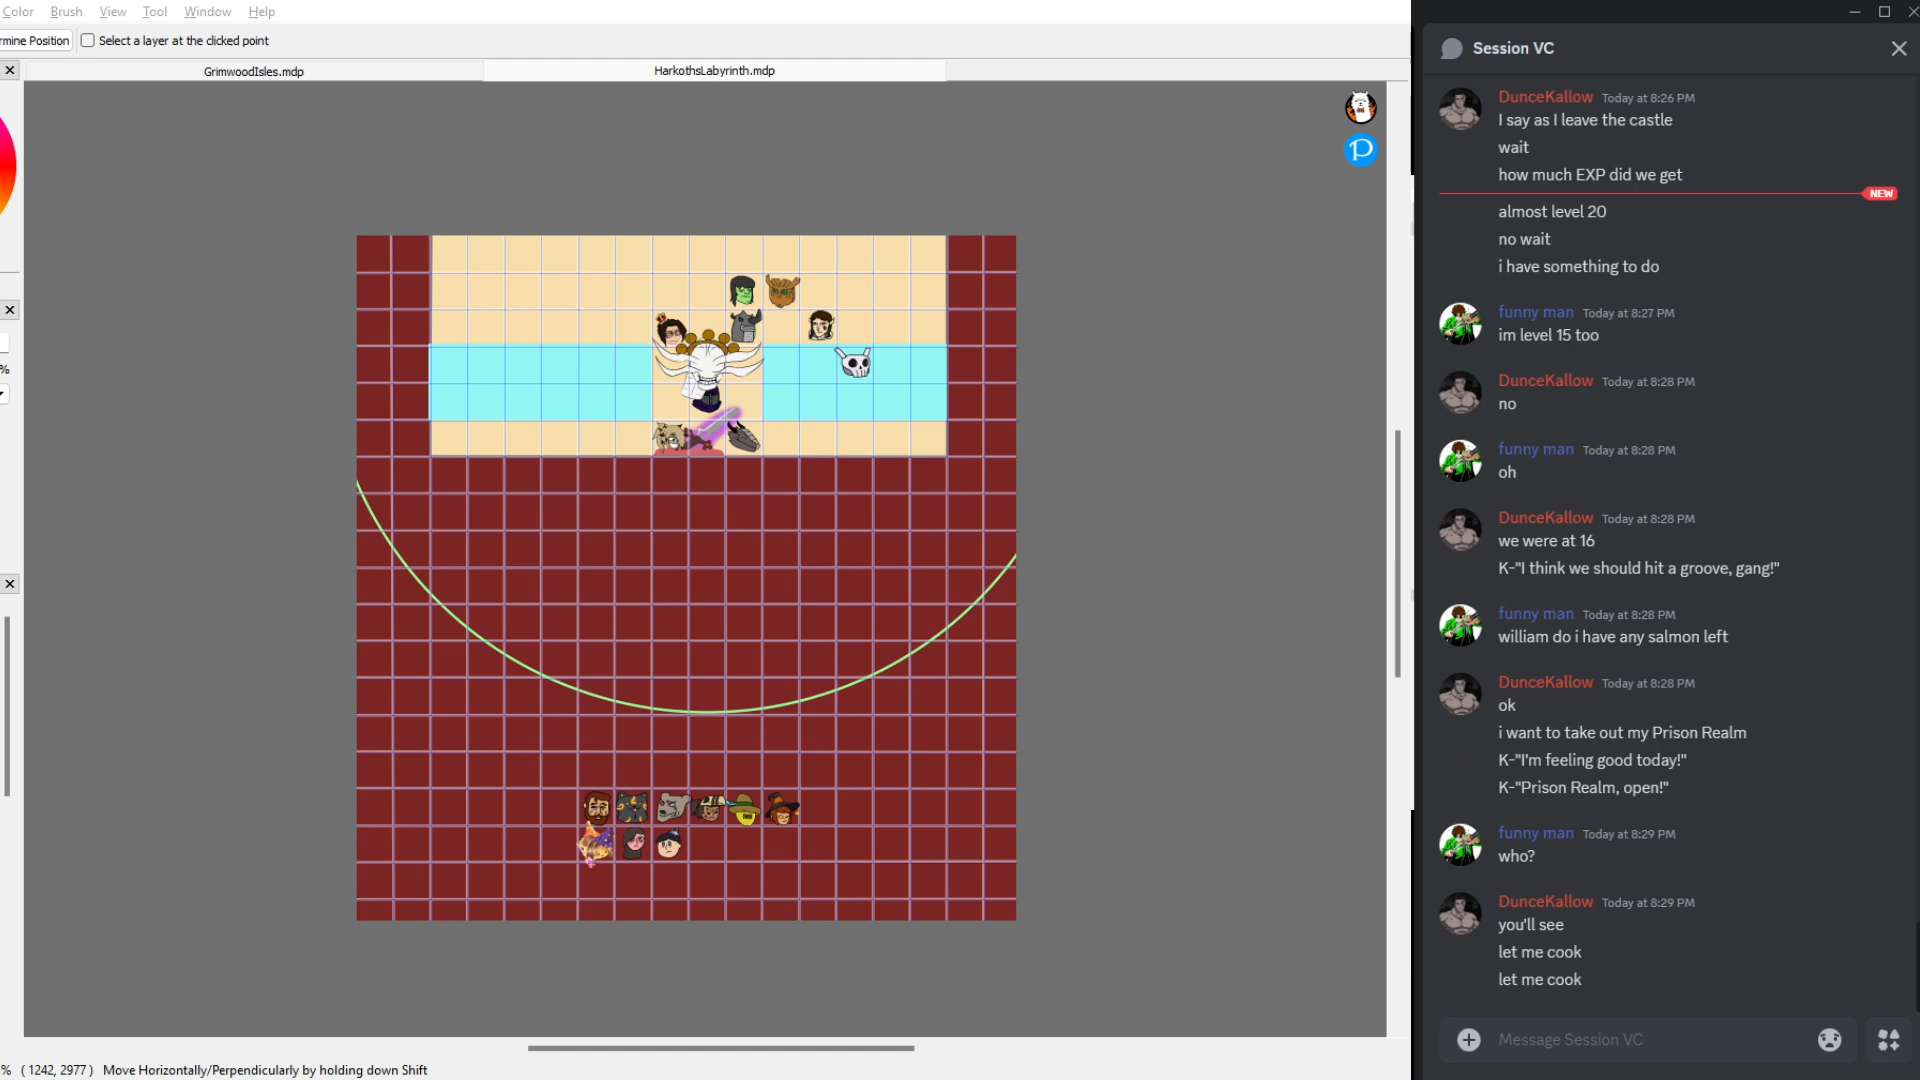 Color Brush View Tool Window Help
rmine Position Select a layer at the clicked point
GrimwoodIsles.mdp
HarkothsLabyrinth.mdp
%
% ( 1242, 2977 ) Move Horizontally/Perpendicularly by holding down Shift
Session VC
DunceKallow Today at 8:26 PM
I say as I leave the castle
wait
how much EXP did we get
NEW
almost level 20
no wait
i have something to do
funny man Today at 8:27 PM
im level 15 too
DunceKallow Today at 8:28 PM
no
funny man Today at 8:28 PM
oh
DunceKallow Today at 8:28 PM
we were at 16
K-"I think we should hit a groove, gang!"
funny man Today at 8:28 PM
william do i have any salmon left
DunceKallow Today at 8:28 PM
ok
i want to take out my Prison Realm
K-"I'm feeling good today!"
K-"Prison Realm, open!"
funny man Today at 8:29 PM
who?
DunceKallow Today at 8:29 PM
you'll see
let me cook
let me cook
Message Session VC